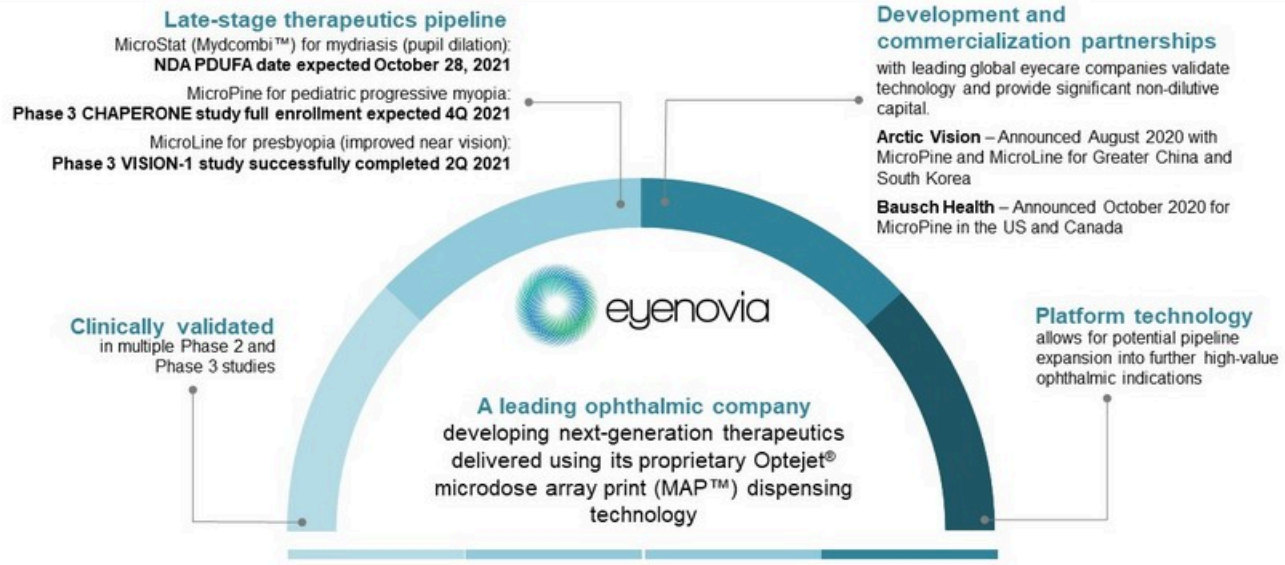 Late-stage therapeutics pipeline
MicroStat (Mydcombi™) for mydriasis (pupil dilation):
NDA PDUFA date expected October 28, 2021
MicroPine for pediatric progressive myopia:
Phase 3 CHAPERONE study full enrollment expected 4Q 2021
MicroLine for presbyopia (improved near vision):
Phase 3 VISION-1 study successfully completed 2Q 2021
Development and
commercialization partnerships
with leading global eyecare companies validate
technology and provide significant non-dilutive
capital.
Arctic Vision – Announced August 2020 with
MicroPine and MicroLine for Greater China and
South Korea
Bausch Health – Announced October 2020 for
MicroPine in the US and Canada
Clinically validated
in multiple Phase 2 and
Phase 3 studies
eyenovia
A leading ophthalmic company
developing next-generation therapeutics
delivered using its proprietary Optejet®
microdose array print (MAP™) dispensing
technology
Platform technology
allows for potential pipeline
expansion into further high-value
ophthalmic indications